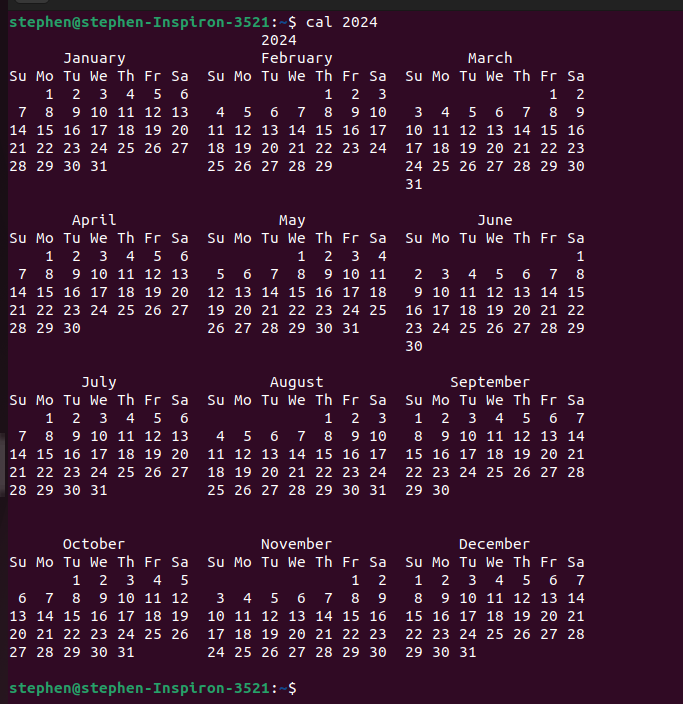 stephen@stephen-Inspiron-3521:~$ cal 2024
                            2024
      January               February               March
Su Mo Tu We Th Fr Sa  Su Mo Tu We Th Fr Sa  Su Mo Tu We Th Fr Sa
    1  2  3  4  5  6               1  2  3                  1  2
 7  8  9 10 11 12 13   4  5  6  7  8  9 10   3  4  5  6  7  8  9
14 15 16 17 18 19 20  11 12 13 14 15 16 17  10 11 12 13 14 15 16
21 22 23 24 25 26 27  18 19 20 21 22 23 24  17 18 19 20 21 22 23
28 29 30 31           25 26 27 28 29        24 25 26 27 28 29 30
                                            31
       April                  May                   June
Su Mo Tu We Th Fr Sa  Su Mo Tu We Th Fr Sa  Su Mo Tu We Th Fr Sa
    1  2  3  4  5  6            1  2  3  4                     1
 7  8  9 10 11 12 13   5  6  7  8  9 10 11   2  3  4  5  6  7  8
14 15 16 17 18 19 20  12 13 14 15 16 17 18   9 10 11 12 13 14 15
21 22 23 24 25 26 27  19 20 21 22 23 24 25  16 17 18 19 20 21 22
28 29 30              26 27 28 29 30 31     23 24 25 26 27 28 29
                                            30
        July                 August              September
Su Mo Tu We Th Fr Sa  Su Mo Tu We Th Fr Sa  Su Mo Tu We Th Fr Sa
    1  2  3  4  5  6               1  2  3   1  2  3  4  5  6  7
 7  8  9 10 11 12 13   4  5  6  7  8  9 10   8  9 10 11 12 13 14
14 15 16 17 18 19 20  11 12 13 14 15 16 17  15 16 17 18 19 20 21
21 22 23 24 25 26 27  18 19 20 21 22 23 24  22 23 24 25 26 27 28
28 29 30 31           25 26 27 28 29 30 31  29 30
      October               November              December
Su Mo Tu We Th Fr Sa  Su Mo Tu We Th Fr Sa  Su Mo Tu We Th Fr Sa
       1  2  3  4  5                  1  2   1  2  3  4  5  6  7
 6  7  8  9 10 11 12   3  4  5  6  7  8  9   8  9 10 11 12 13 14
13 14 15 16 17 18 19  10 11 12 13 14 15 16  15 16 17 18 19 20 21
20 21 22 23 24 25 26  17 18 19 20 21 22 23  22 23 24 25 26 27 28
27 28 29 30 31        24 25 26 27 28 29 30  29 30 31
stephen@stephen-Inspiron-3521:~$